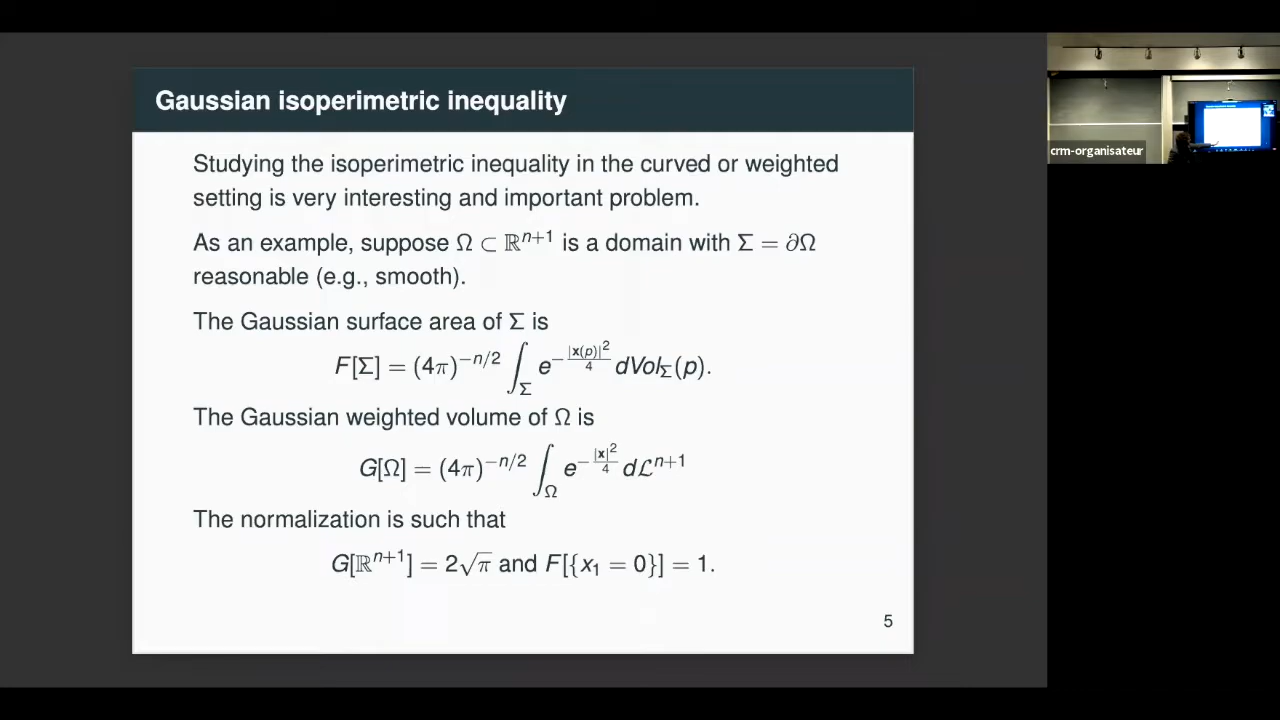 Gaussian isoperimetric inequality
Studying the isoperimetric inequality in the curved or weighted
setting is very interesting and important problem.
As an example, suppose Ω ⊂ ℝⁿ⁺¹ is a domain with Σ = ∂Ω
reasonable (e.g., smooth).
The Gaussian surface area of Σ is
F[Σ] = (4π)^{-n/2} ∫_Σ e^{-|x(p)|²/4} dVol_Σ(p).
The Gaussian weighted volume of Ω is
G[Ω] = (4π)^{-n/2} ∫_Ω e^{-|x|²/4} dℒⁿ⁺¹
The normalization is such that
G[ℝⁿ⁺¹] = 2√π and F[{x₁ = 0}] = 1.
5
crm-organisateur